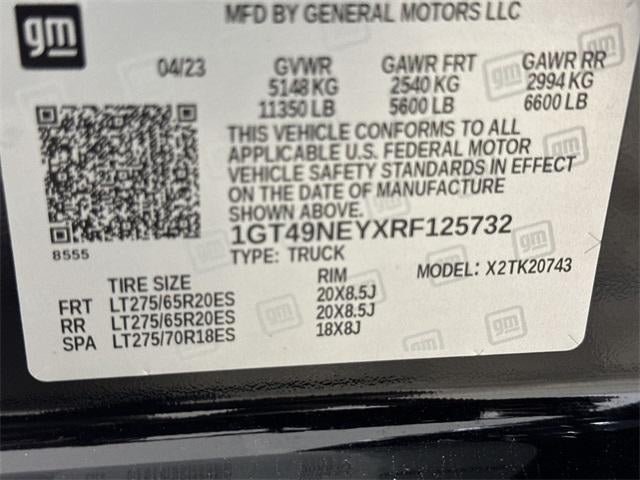 gm
MFD BY GENERAL MOTORS LLC
04/23 GVWR GAWR FRT GAWR RR
5148 KG 2540 KG 2994 KG
11350 LB 5600 LB 6600 LB
THIS VEHICLE CONFORMS TO ALL
APPLICABLE U.S. FEDERAL MOTOR
VEHICLE SAFETY STANDARDS IN EFFECT
ON THE DATE OF MANUFACTURE
1GT49NEYXRF125732
8555
TYPE: TRUCK MODEL: X2TK20743
TIRE SIZE RIM
FRT LT275/65R20ES 20X8.5J
RR LT275/65R20ES 20X8.5J
SPA LT275/70R18ES 18X8J